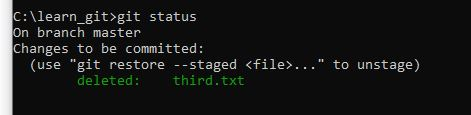 C:\learn_git>git status
On branch master
Changes to be committed:
  (use "git restore --staged <file>..." to unstage)
        deleted:    third.txt